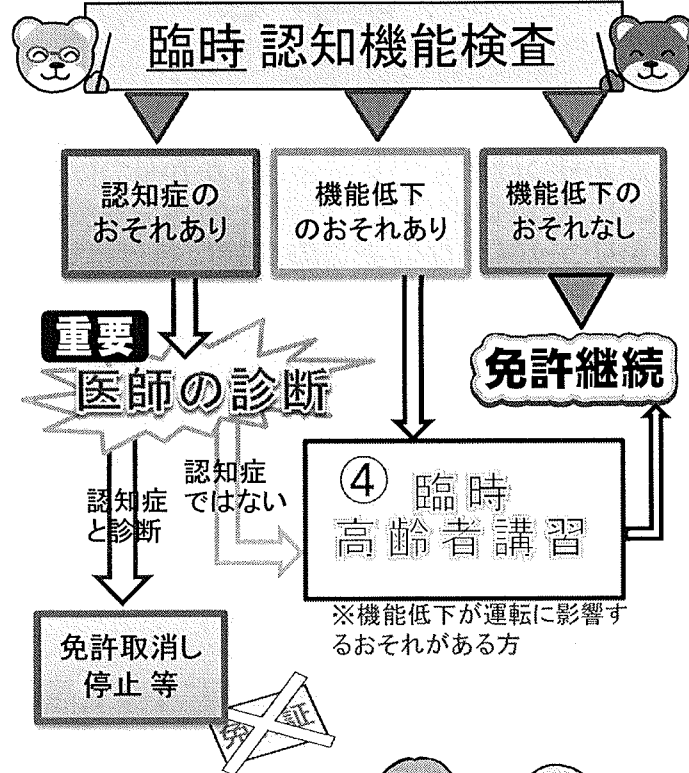 臨時 認知機能検査
認知症の
おそれあり
機能低下
のおそれあり
機能低下の
おそれなし
重要
医師の診断
免許継続
認知症
と診断
認知症
ではない
④ 臨時
高齢者講習
※機能低下が運転に影響す
るおそれがある方
免許取消し
停止 等
免 証